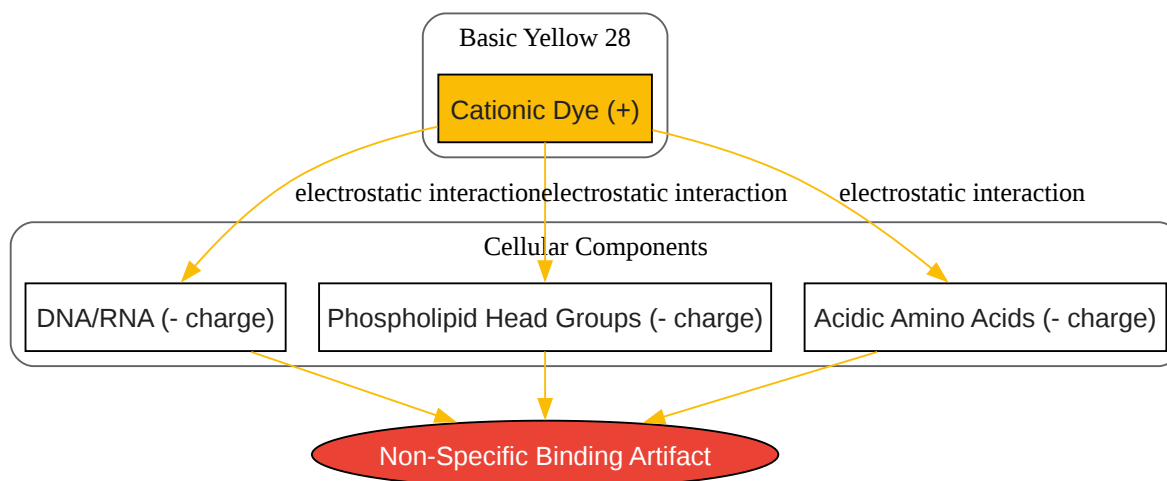 Basic Yellow 28
Cationic Dye (+)
electrostatic interaction
electrostatic interaction
electrostatic interaction
Cellular Components
DNA/RNA (- charge)
Phospholipid Head Groups (- charge)
Acidic Amino Acids (- charge)
Non-Specific Binding Artifact